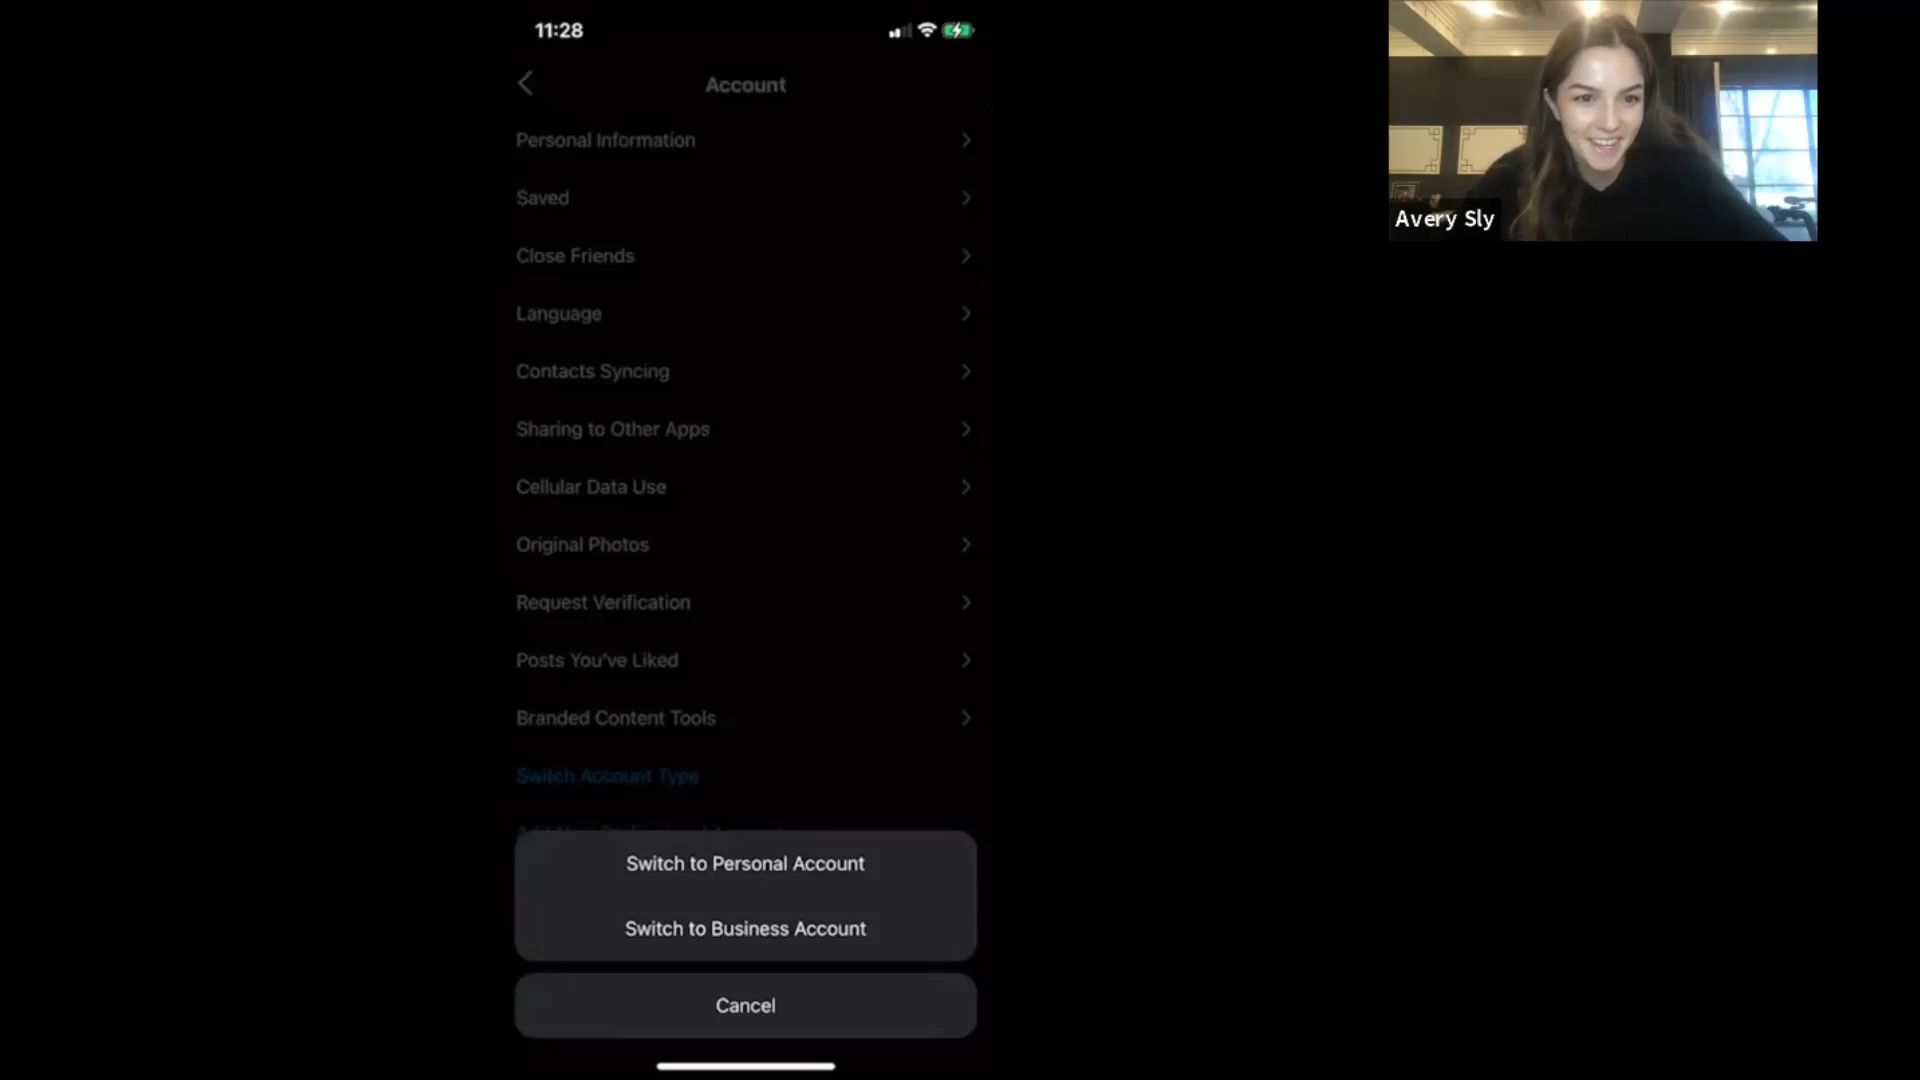 11:28
Account
Personal Information
Saved
Close Friends
Language
Contacts Syncing
Sharing to Other Apps
Cellular Data Use
Original Photos
Request Verification
Posts You've Liked
Branded Content Tools
Switch Account Type
Switch to Personal Account
Switch to Business Account
Cancel
Avery Sly